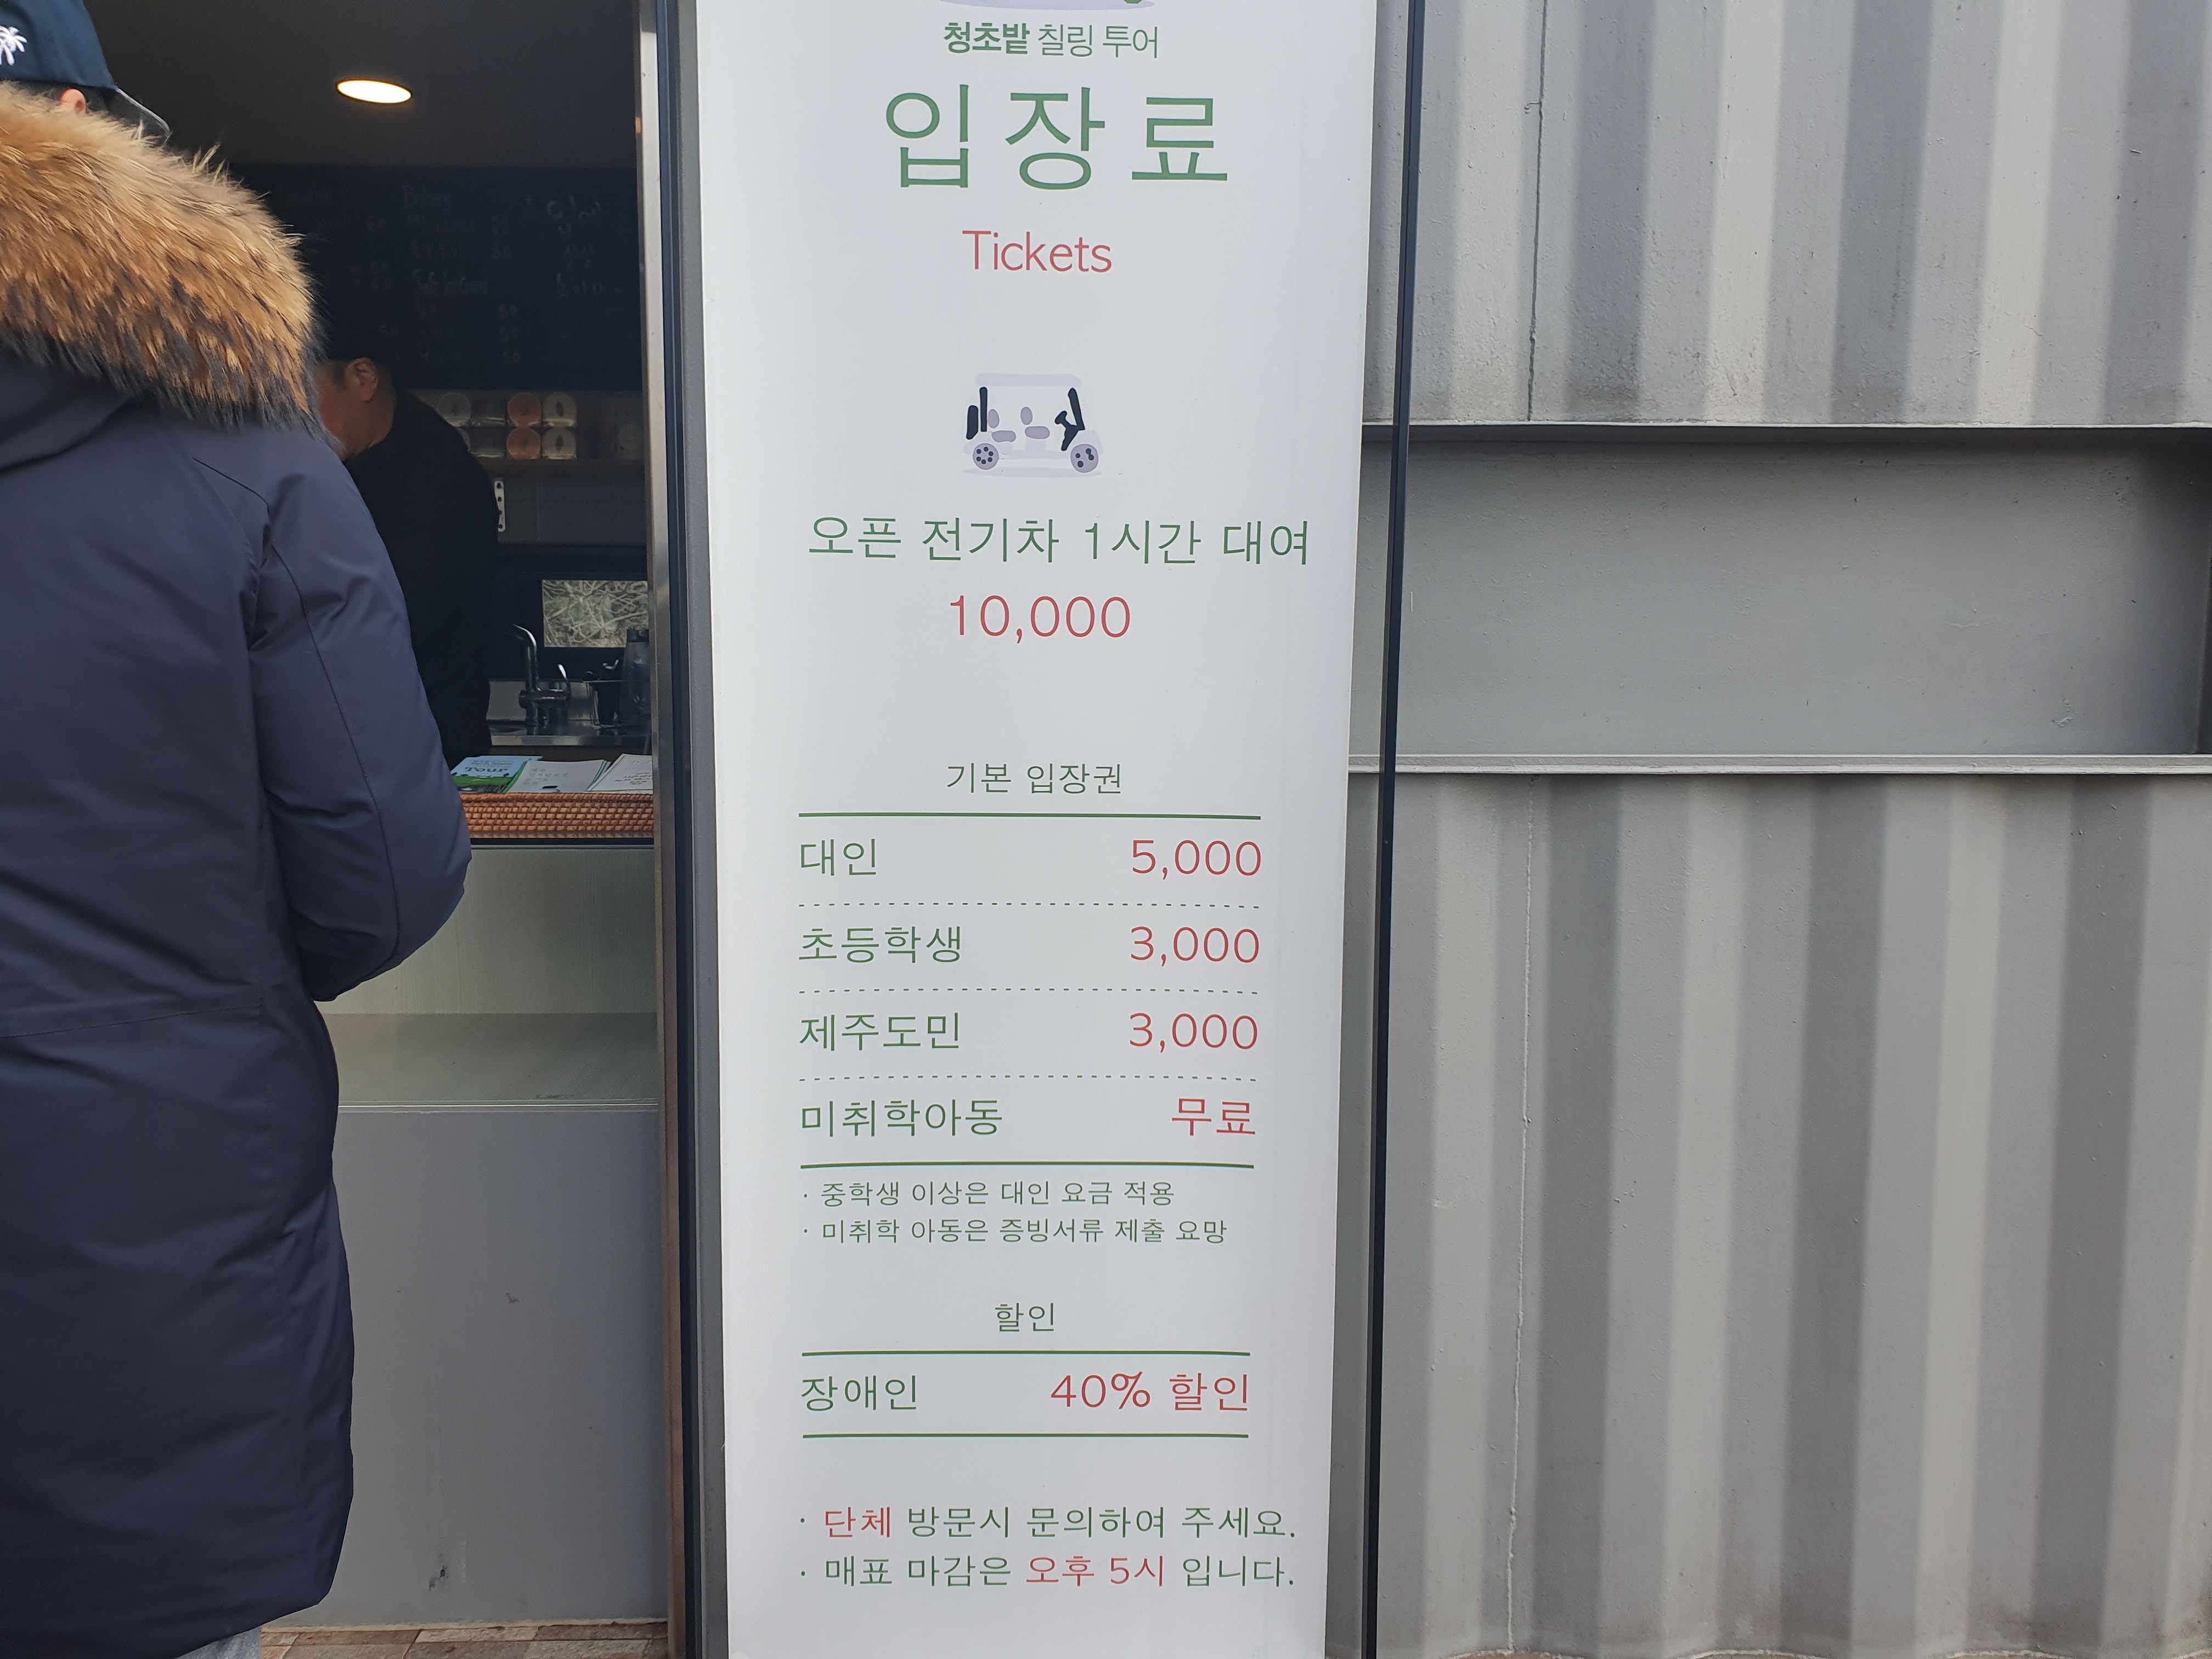 청초밭 칠링 투어
입장료
Tickets
오픈 전기차 1시간 대여
10,000
기본 입장권
대인 5,000
초등학생 3,000
제주도민 3,000
미취학아동 무료
· 중학생 이상은 대인 요금 적용
· 미취학 아동은 증빙서류 제출 요망
할인
장애인 40% 할인
· 단체 방문시 문의하여 주세요.
· 매표 마감은 오후 5시 입니다.
Tour